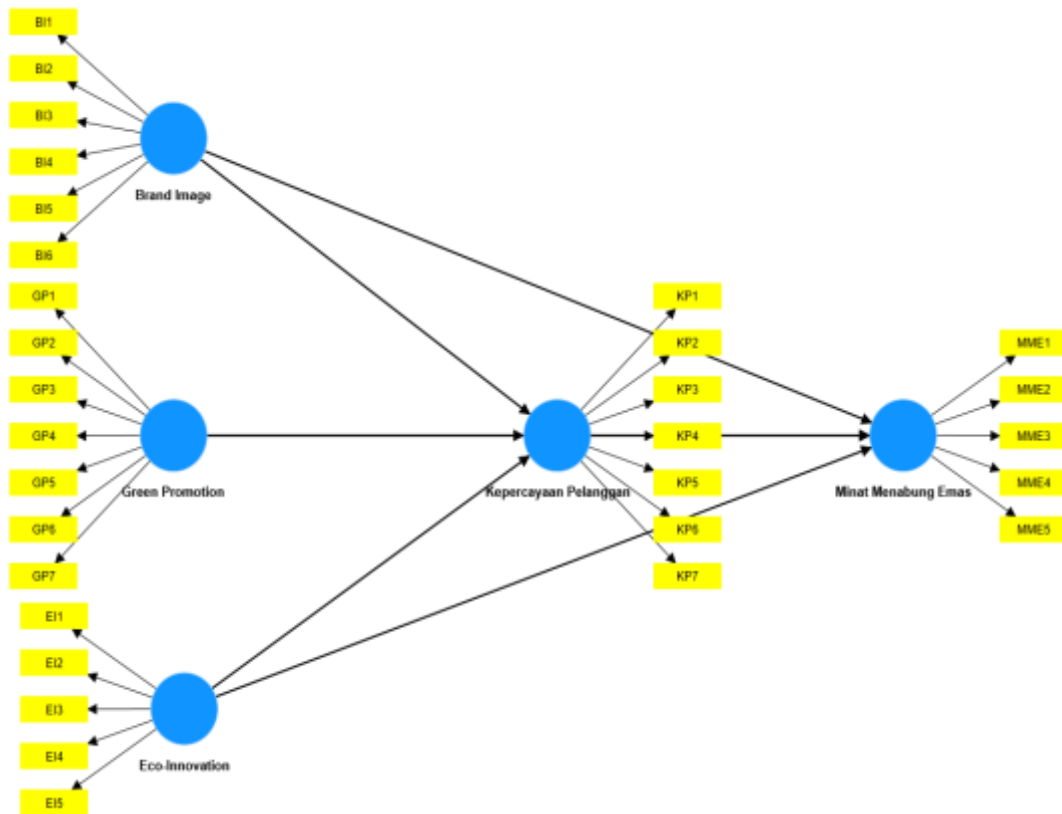 BI1
BI2
BI3
BI4
BI5
BI6
Brand Image
GP1
GP2
GP3
GP4
GP5
GP6
GP7
Green Promotion
EI1
EI2
EI3
EI4
EI5
Eco-Innovation
KP1
KP2
KP3
KP4
KP5
KP6
KP7
Kepercayaan Pelanggan
MME1
MME2
MME3
MME4
MME5
Minat Menabung Emas